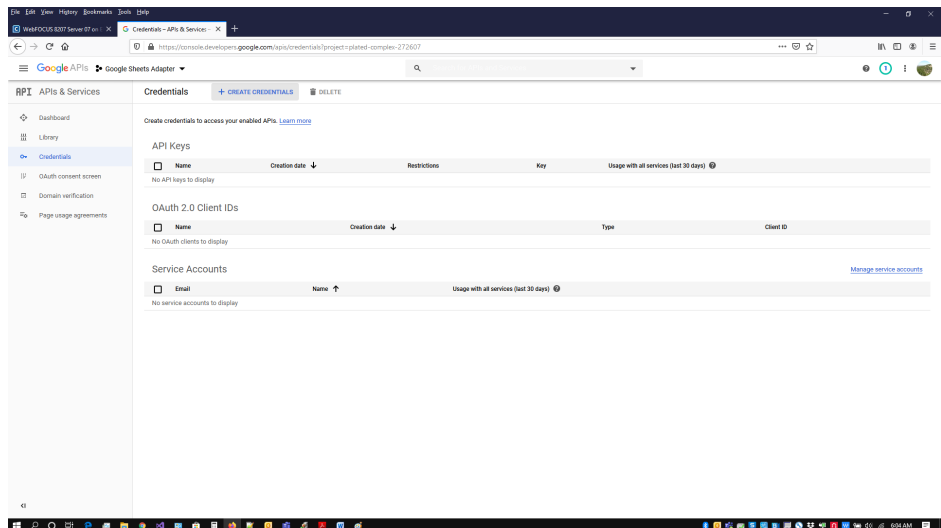 File Edit View History Bookmarks Tools Help
WebFOCUS 8207 Server 07 on
Credentials – APIs & Services –
https://console.developers.google.com/apis/credentials?project=plated-complex-272607
Google APIs Google Sheets Adapter
1
API APIs & Services
Credentials + CREATE CREDENTIALS DELETE
Dashboard
Library
Credentials
OAuth consent screen
Domain verification
Page usage agreements
Create credentials to access your enabled APIs. Learn more
API Keys
Name Creation date Restrictions Key Usage with all services (last 30 days)
No API keys to display
OAuth 2.0 Client IDs
Name Creation date Type Client ID
No OAuth clients to display
Service Accounts Manage service accounts
Email Name Usage with all services (last 30 days)
No service accounts to display
6:04 AM